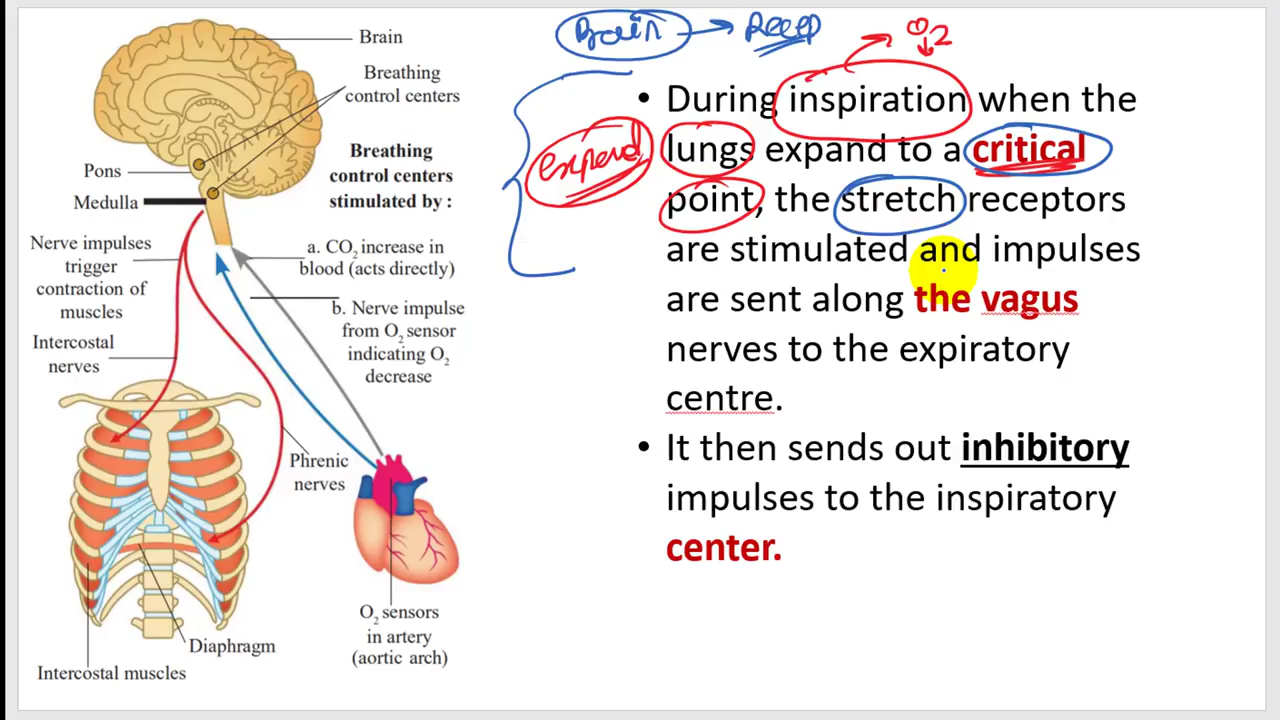 Brain
Breathing
control centers
Breathing
control centers
stimulated by :
Pons
Medulla
Nerve impulses
trigger
contraction of
muscles
a. CO₂ increase in
blood (acts directly)
b. Nerve impulse
from O₂ sensor
indicating O₂
decrease
Intercostal
nerves
Phrenic
nerves
O₂ sensors
in artery
(aortic arch)
Diaphragm
Intercostal muscles
Brain → Recep
O2
expend
• During inspiration when the
lungs expand to a critical
point, the stretch receptors
are stimulated and impulses
are sent along the vagus
nerves to the expiratory
centre.
• It then sends out inhibitory
impulses to the inspiratory
center.